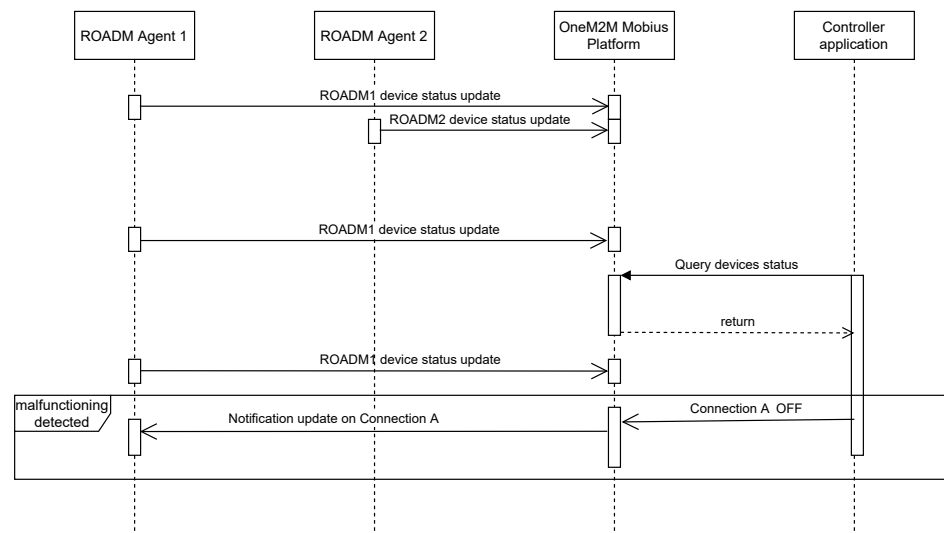 ROADM Agent 1
ROADM Agent 2
OneM2M Mobius
Platform
Controller
application
ROADM1 device status update
ROADM2 device status update
ROADM1 device status update
Query devices status
return
ROADM1 device status update
malfunctioning
detected
Connection A OFF
Notification update on Connection A